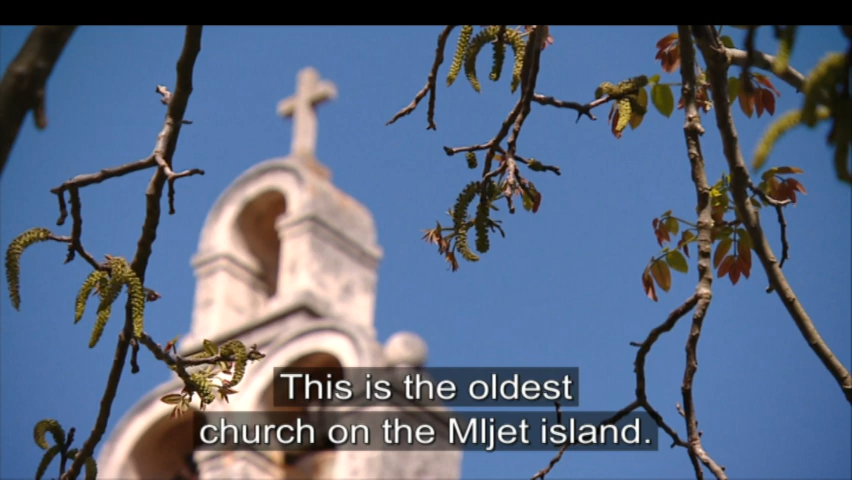 This is the oldest
church on the Mljet island.